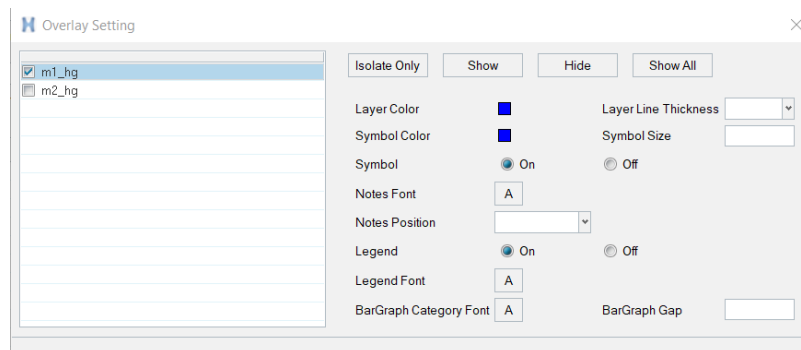 Overlay Setting
m1_hg
m2_hg
Isolate Only Show Hide Show All
Layer Color Layer Line Thickness
Symbol Color Symbol Size
Symbol On Off
Notes Font A
Notes Position
Legend On Off
Legend Font A
BarGraph Category Font A BarGraph Gap